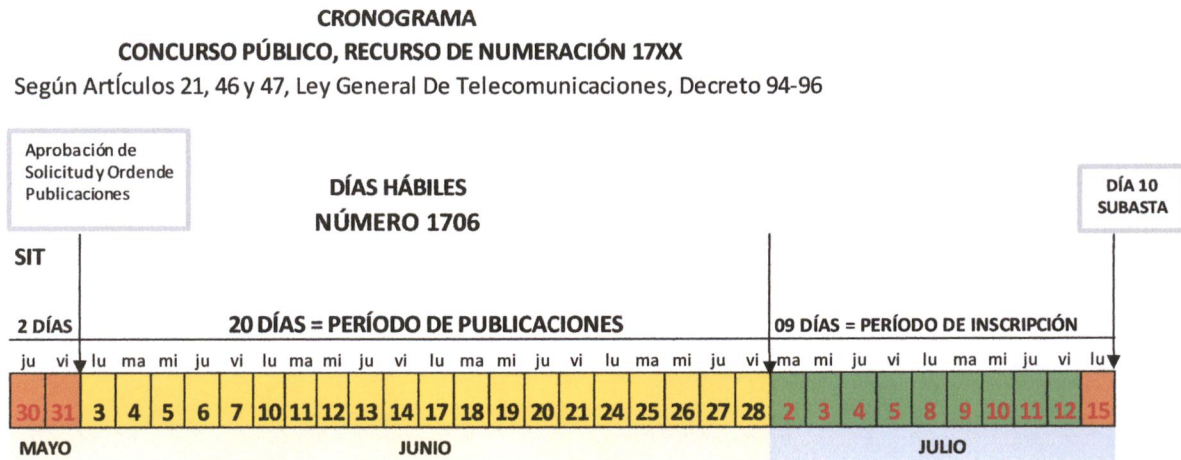 CRONOGRAMA
CONCURSO PÚBLICO, RECURSO DE NUMERACIÓN 17XX
Según Artículos 21, 46 y 47, Ley General De Telecomunicaciones, Decreto 94-96
Aprobación de
Solicitud y Ordende
Publicaciones
DÍAS HÁBILES
NÚMERO 1706
DÍA 10
SUBASTA
SIT
2 DÍAS 20 DÍAS = PERÍODO DE PUBLICACIONES 09 DÍAS = PERÍODO DE INSCRIPCIÓN
ju vi lu ma mi ju vi lu ma mi ju vi lu ma mi ju vi lu ma mi ju vi ma mi ju vi lu ma mi ju vi lu
30 31 3 4 5 6 7 10 11 12 13 14 17 18 19 20 21 24 25 26 27 28 2 3 4 5 8 9 10 11 12 15
MAYO JUNIO JULIO